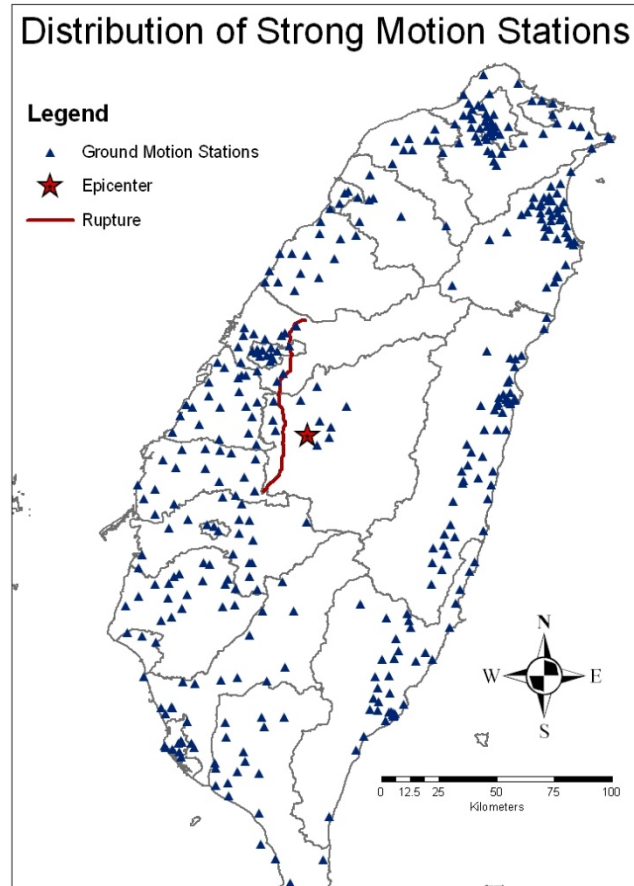 Distribution of Strong Motion Stations
Legend
Ground Motion Stations
Epicenter
Rupture
N
W E
S
0 12.5 25 50 75 100
Kilometers